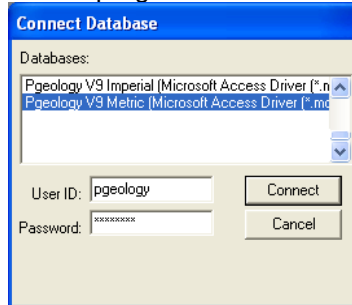 Connect Database
Databases:
Pgeology V9 Imperial (Microsoft Access Driver (*.m
Pgeology V9 Metric (Microsoft Access Driver (*.mc
User ID: pgeology Connect
Password: ******** Cancel